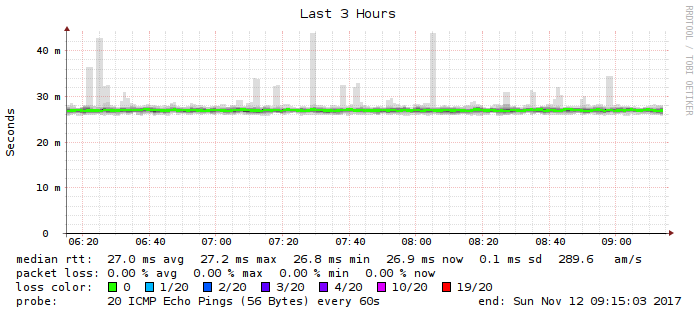 Last 3 Hours
RRDTOOL / TOBI OETIKER
Seconds
40 m
30 m
20 m
10 m
0
06:20 06:40 07:00 07:20 07:40 08:00 08:20 08:40 09:00
median rtt: 27.0 ms avg 27.2 ms max 26.8 ms min 26.9 ms now 0.1 ms sd 289.6 am/s
packet loss: 0.00 % avg 0.00 % max 0.00 % min 0.00 % now
loss color: 0 1/20 2/20 3/20 4/20 10/20 19/20
probe: 20 ICMP Echo Pings (56 Bytes) every 60s end: Sun Nov 12 09:15:03 2017